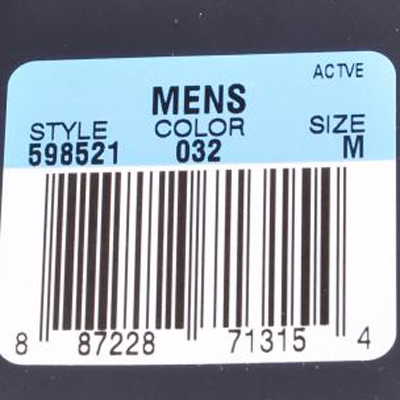 ACTVE
MENS
STYLE COLOR SIZE
598521 032 M
8 87228 71315 4